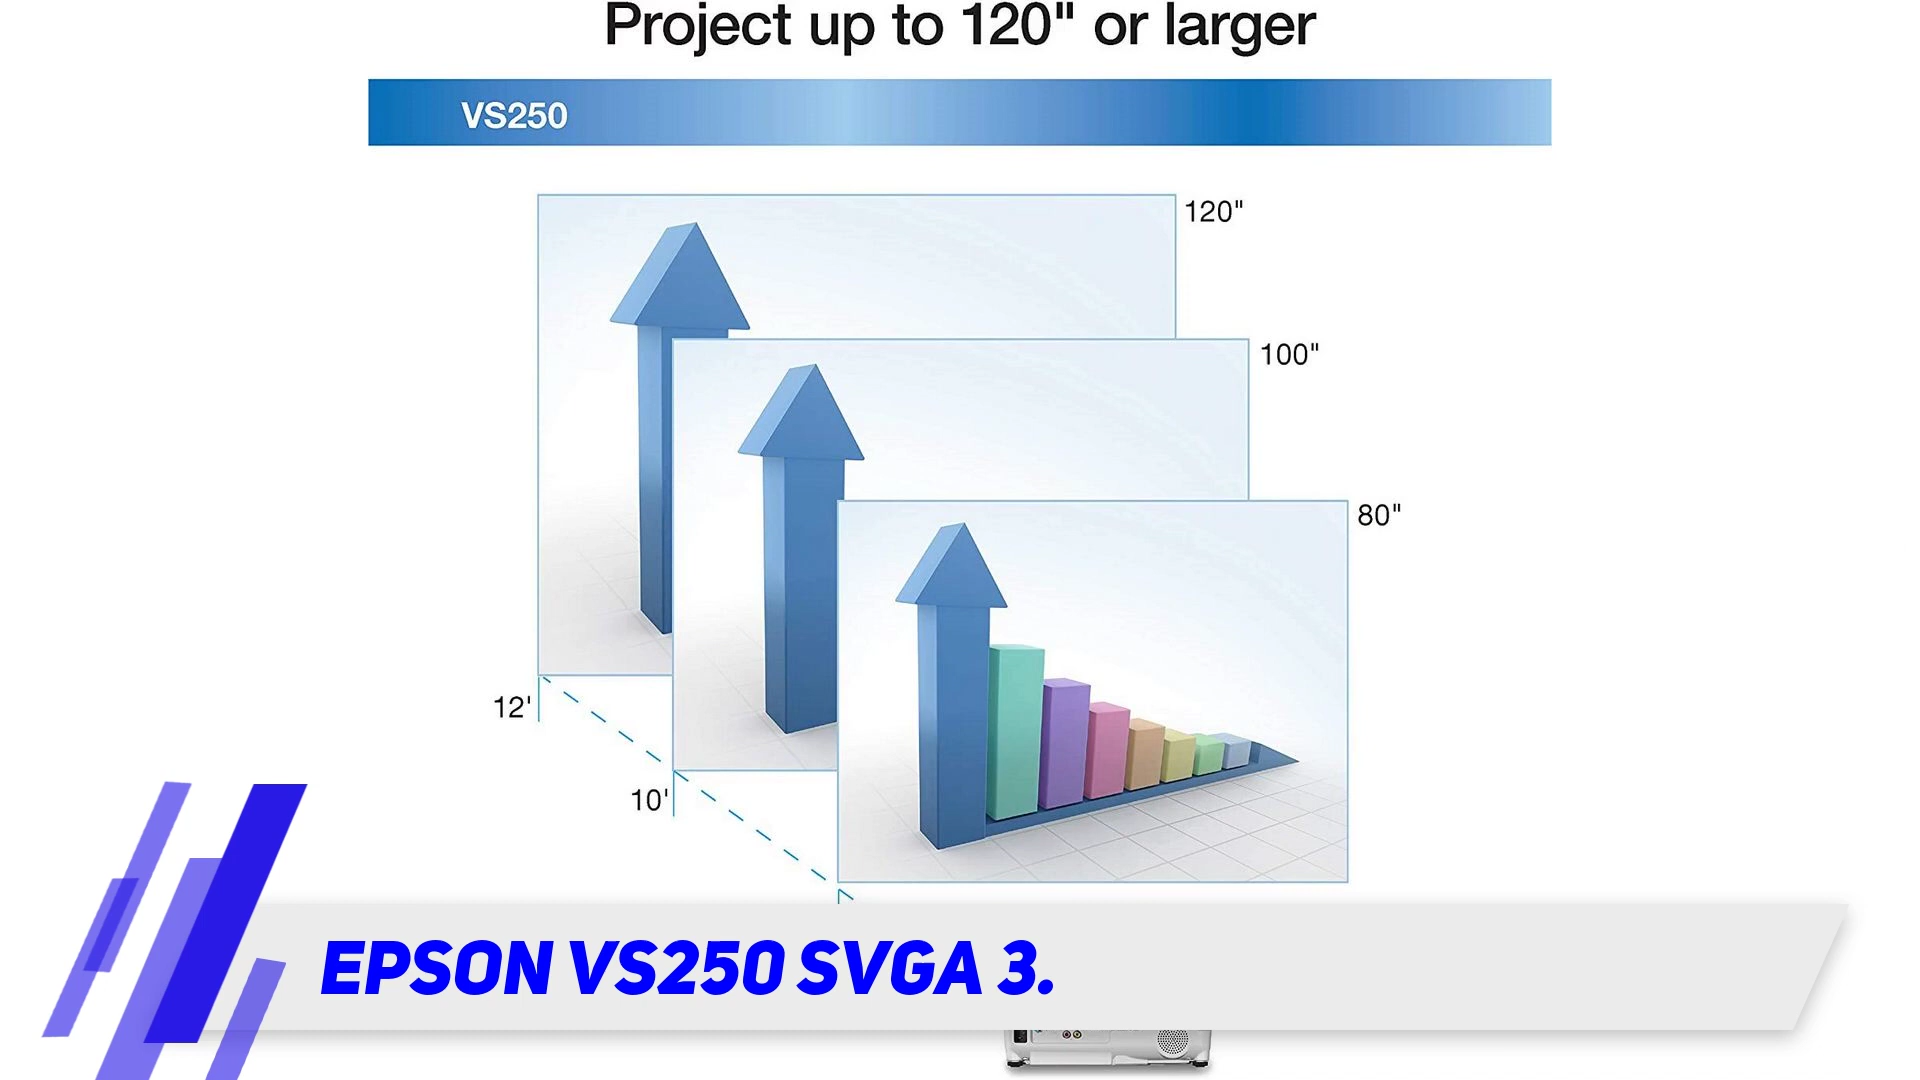 Project up to 120" or larger
VS250
120"
100"
80"
12'
10'
EPSON VS250 SVGA 3.